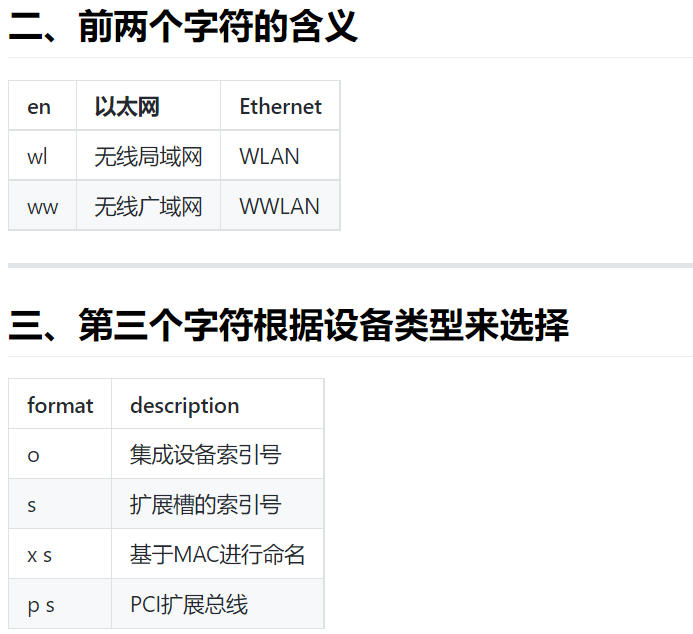 二、前两个字符的含义
en 以太网 Ethernet
wl 无线局域网 WLAN
ww 无线广域网 WWLAN
三、第三个字符根据设备类型来选择
format description
o 集成设备索引号
s 扩展槽的索引号
x s 基于MAC进行命名
p s PCI扩展总线